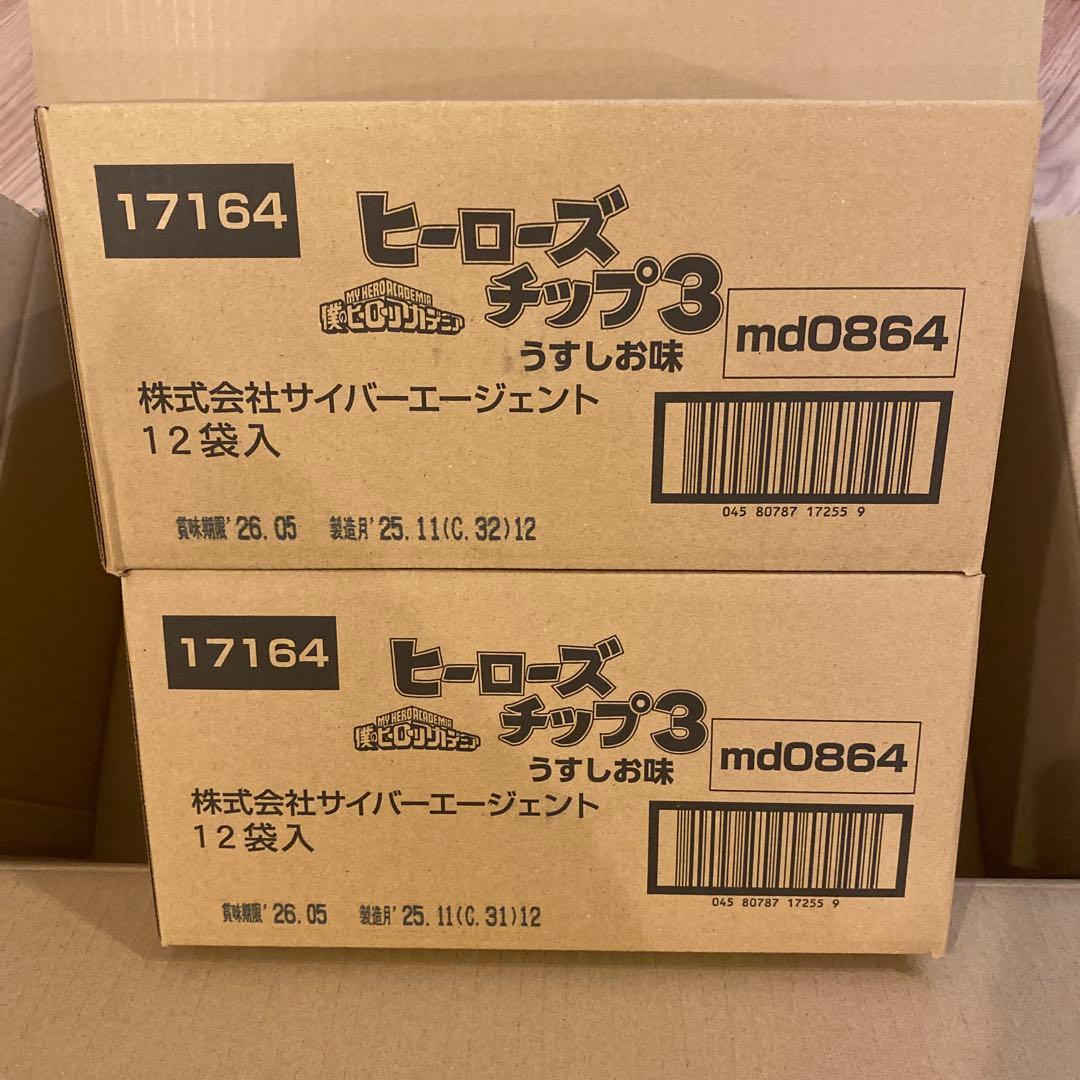 17164
ヒーローズ
チップ3
MY HERO ACADEMIA
僕のヒーローアカデミア
うすしお味
md0864
株式会社サイバーエージェント
12袋入
045 80787 17255 9
賞味期限'26.05 製造月'25.11(C.32)12
17164
ヒーローズ
チップ3
MY HERO ACADEMIA
僕のヒーローアカデミア
うすしお味
md0864
株式会社サイバーエージェント
12袋入
045 80787 17255 9
賞味期限'26.05 製造月'25.11(C.31)12